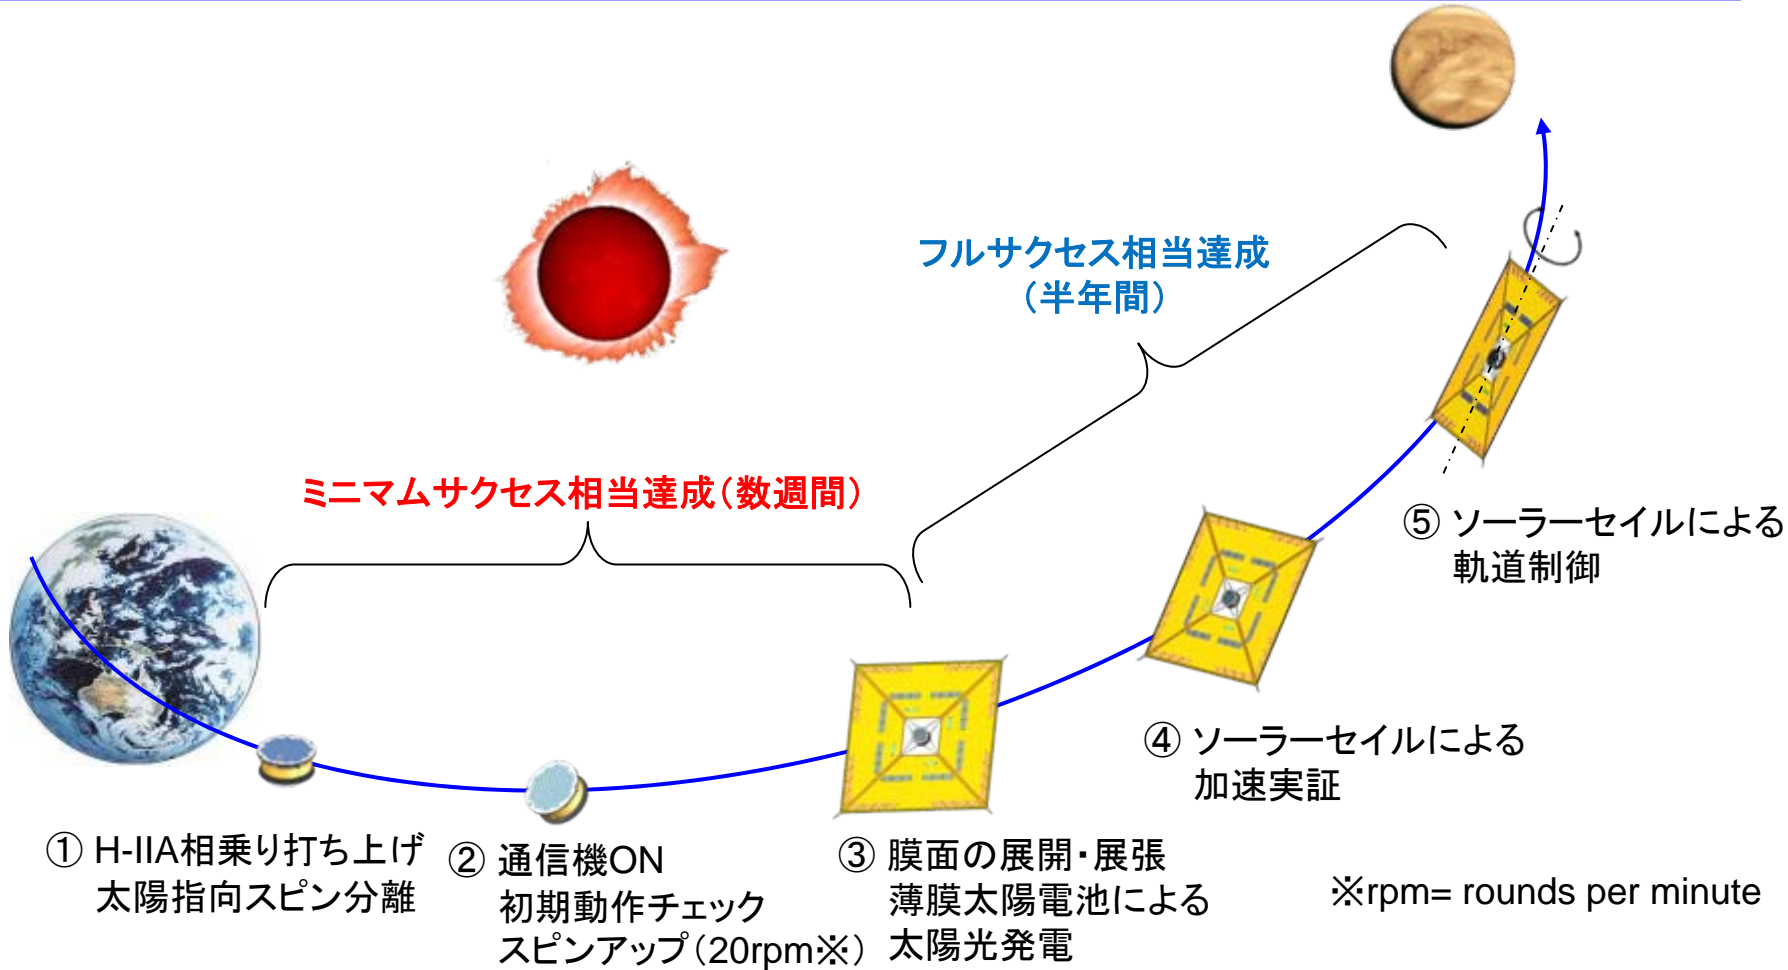 フルサクセス相当達成
（半年間）
ミニマムサクセス相当達成（数週間）
① H-IIA相乗り打ち上げ
太陽指向スピン分離
② 通信機ON
初期動作チェック
スピンアップ（20rpm※）
③ 膜面の展開・展張
薄膜太陽電池による
太陽光発電
④ ソーラーセイルによる
加速実証
⑤ ソーラーセイルによる
軌道制御
※rpm= rounds per minute